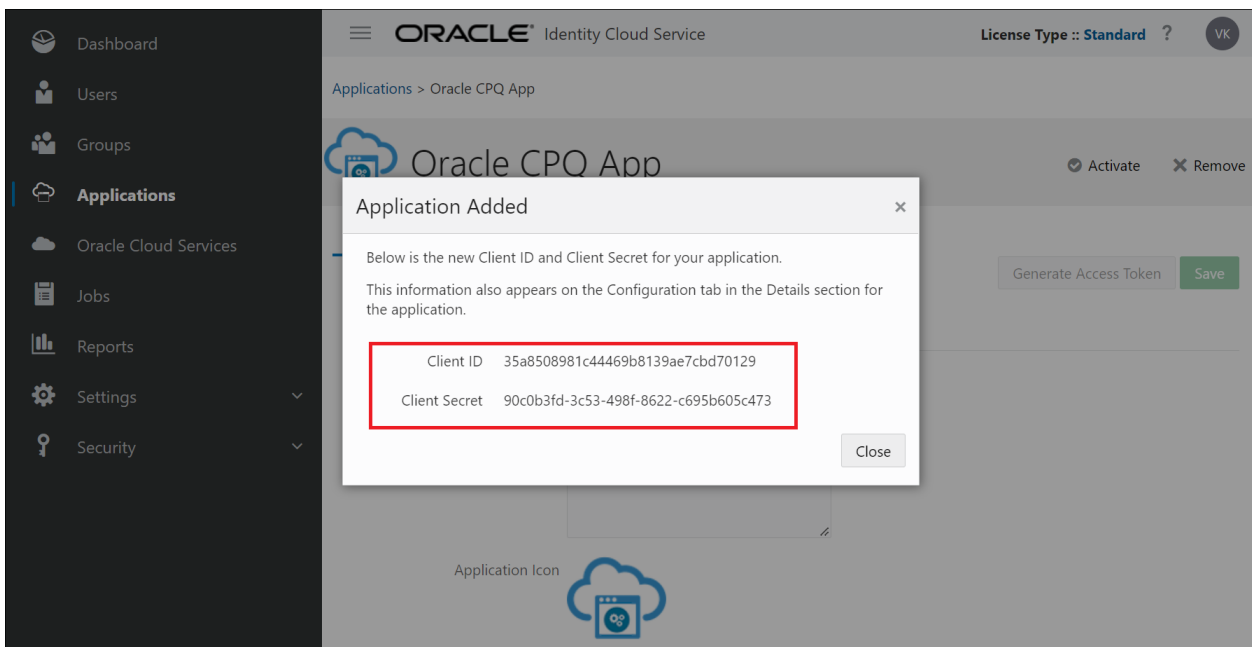 Dashboard
Users
Groups
Applications
Oracle Cloud Services
Jobs
Reports
Settings
Security
ORACLE® Identity Cloud Service
License Type :: Standard ?
VK
Applications > Oracle CPQ App
Oracle CPQ App
Activate
Remove
Generate Access Token
Save
Application Added
Below is the new Client ID and Client Secret for your application.
This information also appears on the Configuration tab in the Details section for
the application.
Client ID 35a8508981c44469b8139ae7cbd70129
Client Secret 90c0b3fd-3c53-498f-8622-c695b605c473
Close
Application Icon